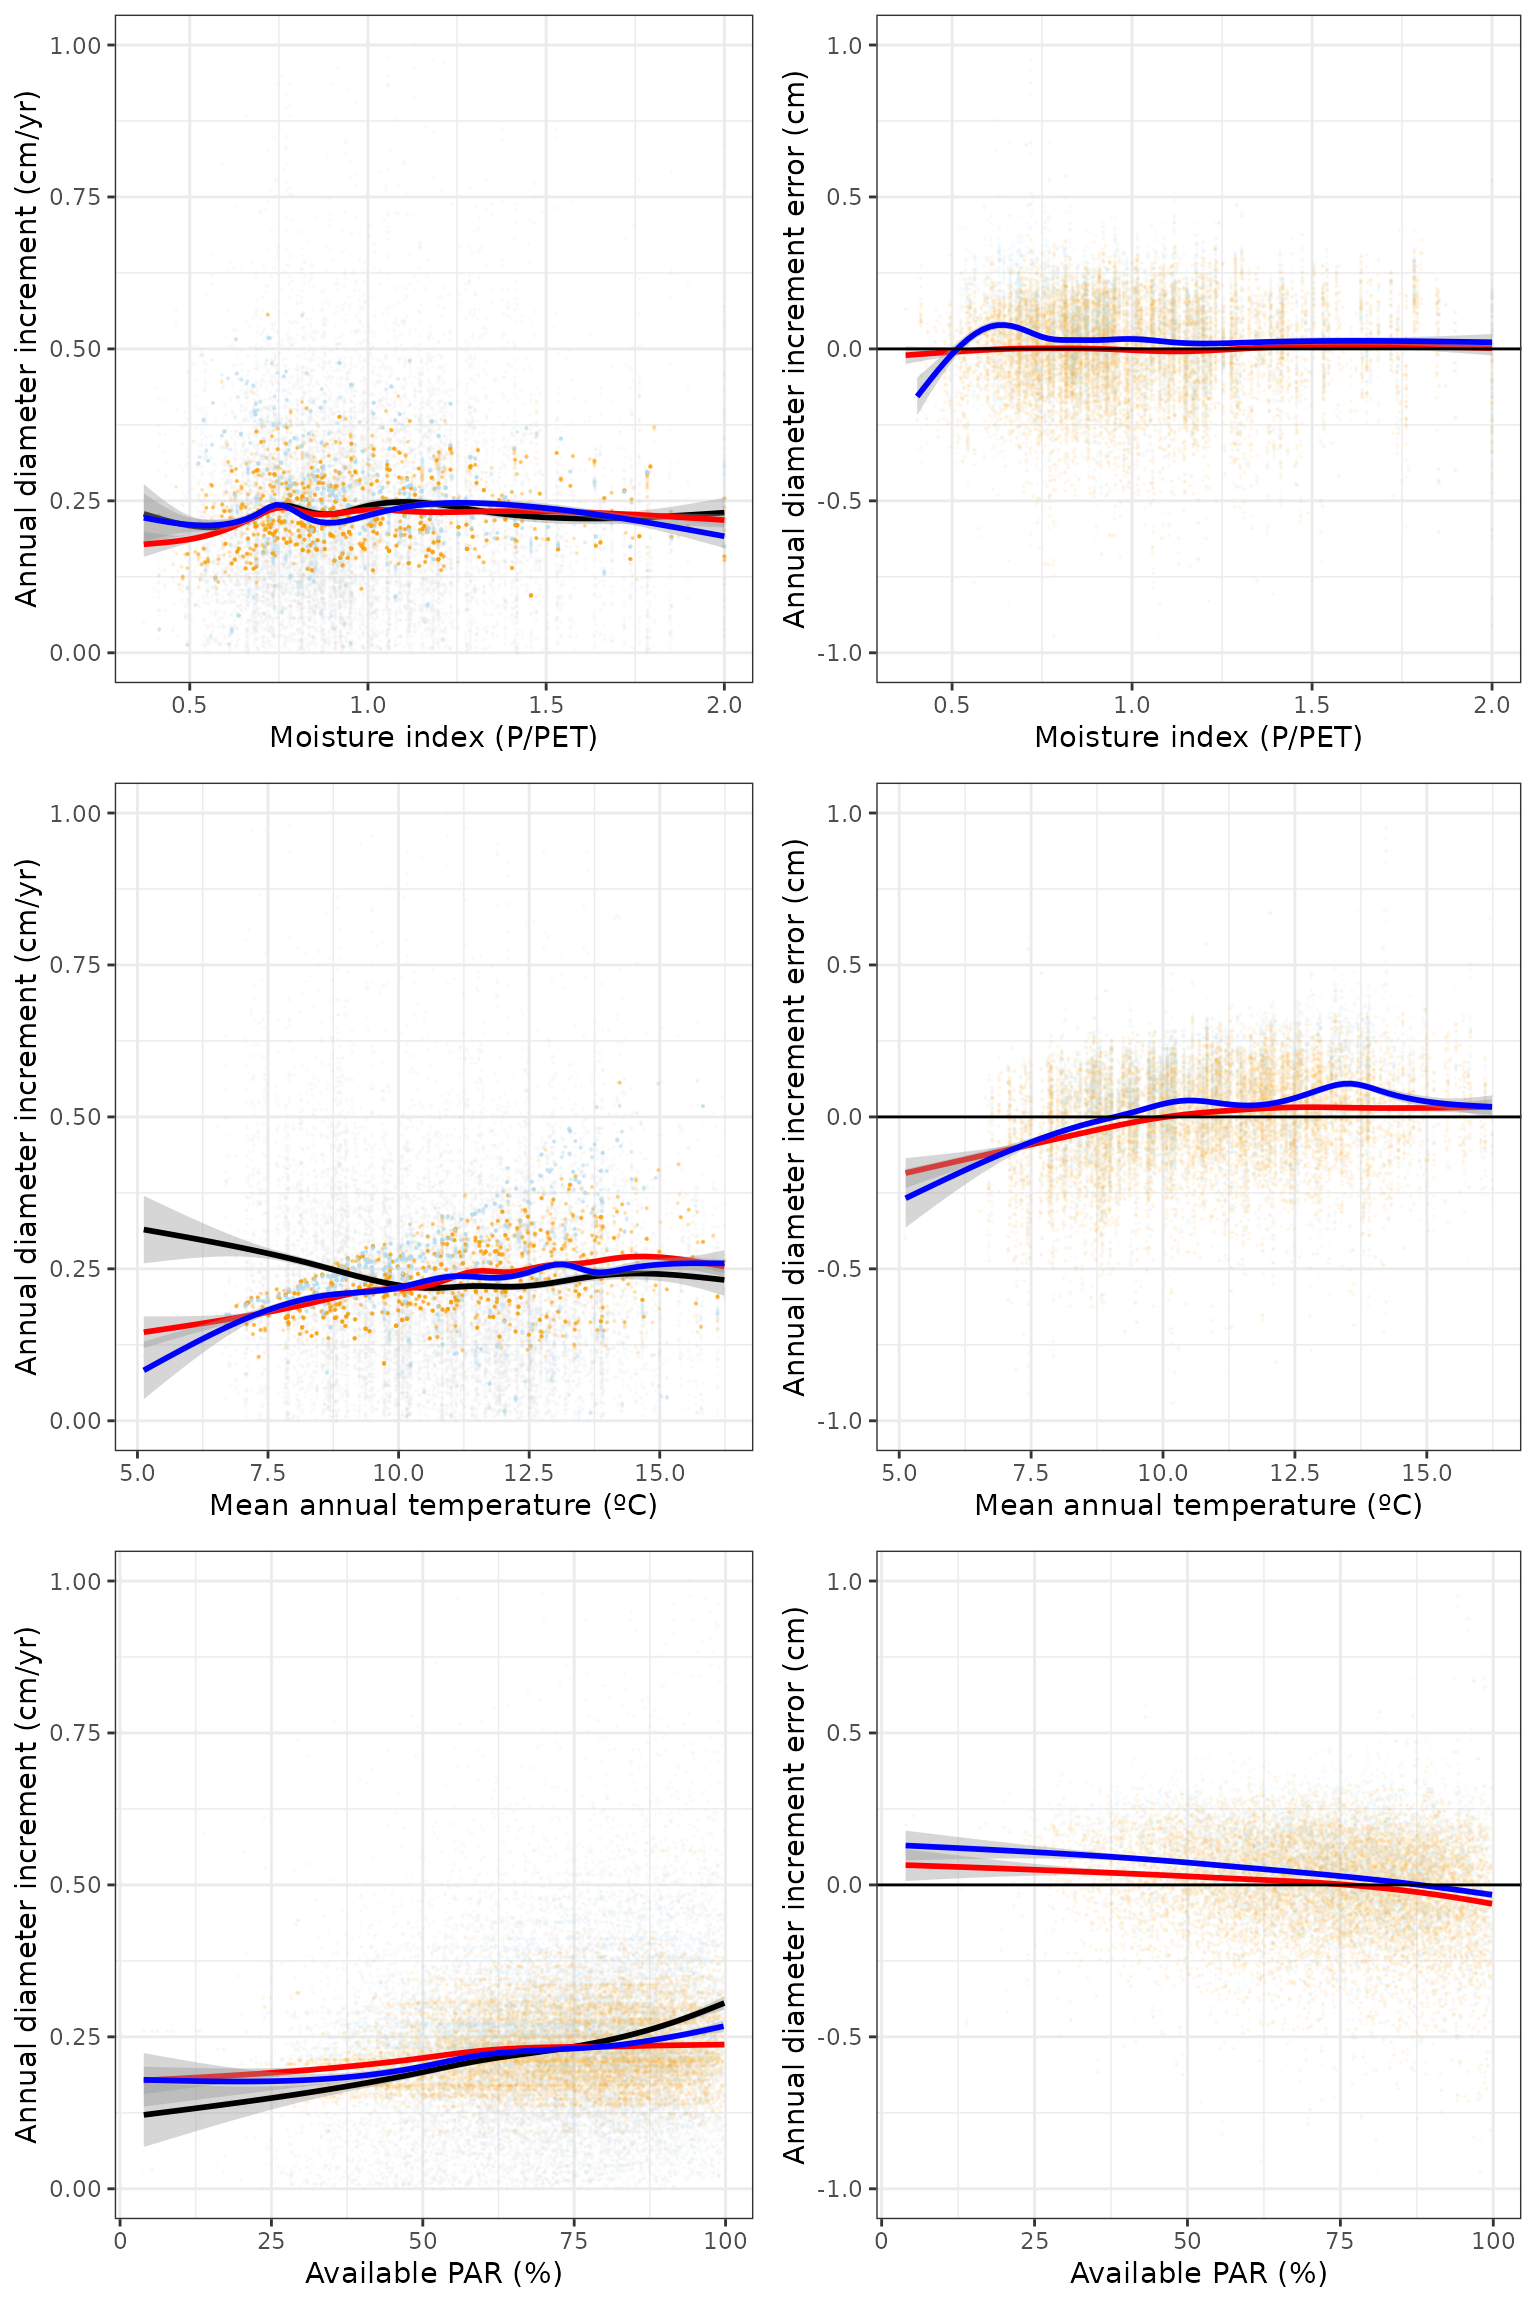 Annual diameter increment (cm/yr)
1.00
0.75
0.50
0.25
0.00
0.5 1.0 1.5 2.0
Moisture index (P/PET)
Annual diameter increment error (cm)
1.0
0.5
0.0
-0.5
-1.0
0.5 1.0 1.5 2.0
Moisture index (P/PET)
Annual diameter increment (cm/yr)
1.00
0.75
0.50
0.25
0.00
5.0 7.5 10.0 12.5 15.0
Mean annual temperature (ºC)
Annual diameter increment error (cm)
1.0
0.5
0.0
-0.5
-1.0
5.0 7.5 10.0 12.5 15.0
Mean annual temperature (ºC)
Annual diameter increment (cm/yr)
1.00
0.75
0.50
0.25
0.00
0 25 50 75 100
Available PAR (%)
Annual diameter increment error (cm)
1.0
0.5
0.0
-0.5
-1.0
0 25 50 75 100
Available PAR (%)